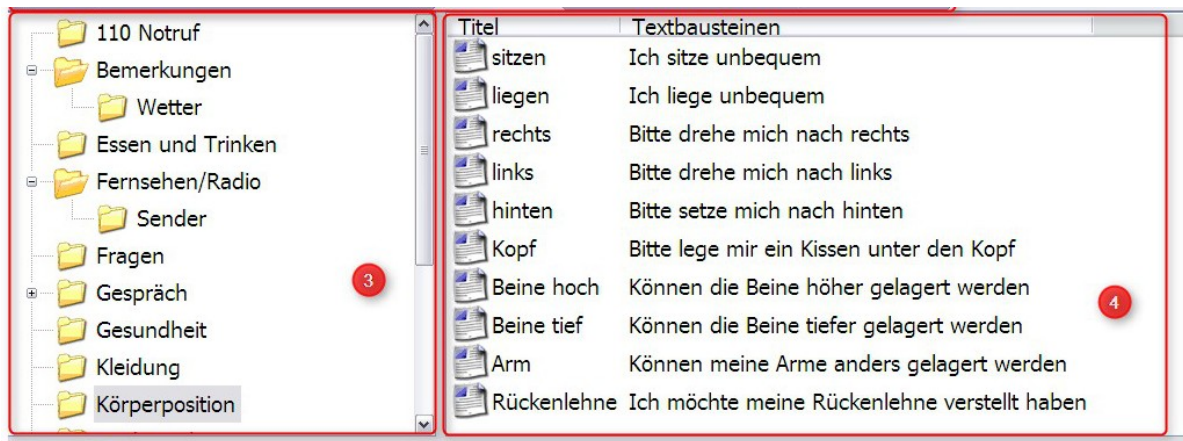 110 Notruf
Bemerkungen
Wetter
Essen und Trinken
Fernsehen/Radio
Sender
Fragen
Gespräch
Gesundheit
Kleidung
Körperposition
3
Titel Textbausteinen
sitzen Ich sitze unbequem
liegen Ich liege unbequem
rechts Bitte drehe mich nach rechts
links Bitte drehe mich nach links
hinten Bitte setze mich nach hinten
Kopf Bitte lege mir ein Kissen unter den Kopf
Beine hoch Können die Beine höher gelagert werden
Beine tief Können die Beine tiefer gelagert werden
Arm Können meine Arme anders gelagert werden
Rückenlehne Ich möchte meine Rückenlehne verstellt haben
4